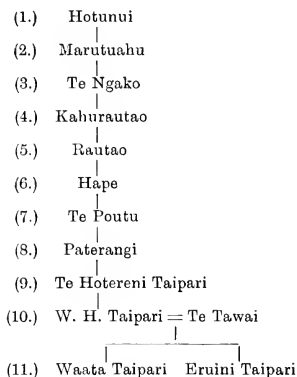 (1.) Hotunui
(2.) Marutuahu
(3.) Te Ngako
(4.) Kahurautao
(5.) Rautao
(6.) Hape
(7.) Te Poutu
(8.) Paterangi
(9.) Te Hotereni Taipari
(10.) W. H. Taipari = Te Tawai
(11.) Waata Taipari Eruini Taipari